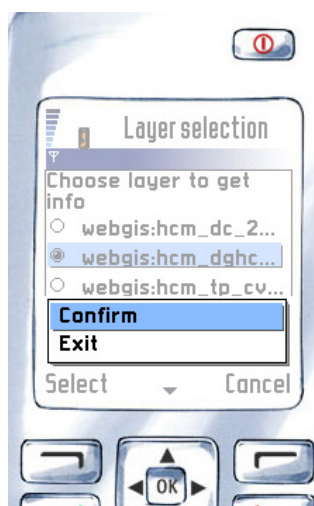 Layer selection
Choose layer to get
info
webgis:hcm_dc_2...
webgis:hcm_dghc...
webgis:hcm_tp_cv...
Confirm
Exit
Select
Cancel
OK